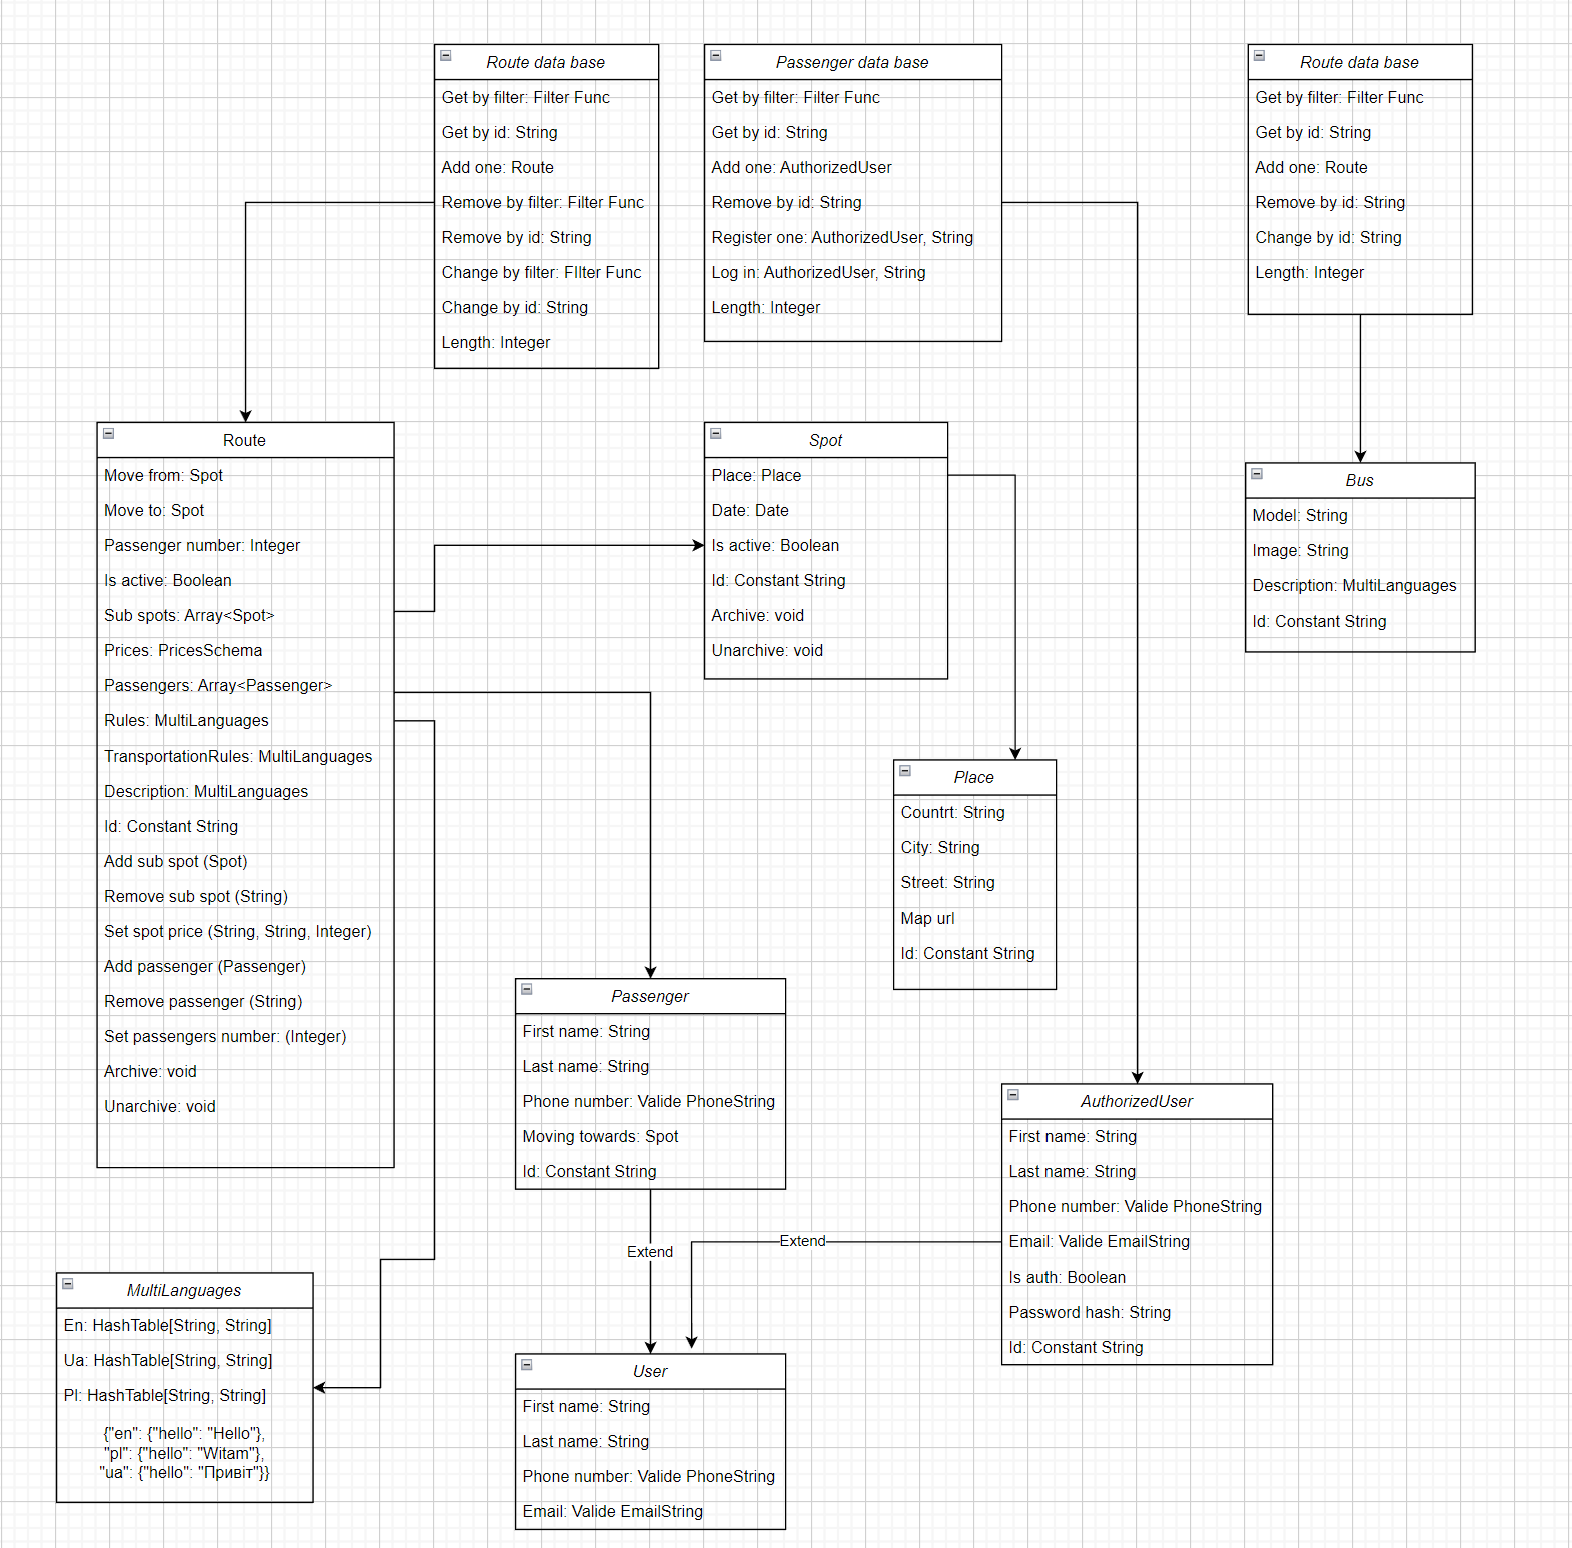 Route data base
Get by filter: Filter Func
Get by id: String
Add one: Route
Remove by filter: Filter Func
Remove by id: String
Change by filter: FIlter Func
Change by id: String
Length: Integer
Passenger data base
Get by filter: Filter Func
Get by id: String
Add one: AuthorizedUser
Remove by id: String
Register one: AuthorizedUser, String
Log in: AuthorizedUser, String
Length: Integer
Route data base
Get by filter: Filter Func
Get by id: String
Add one: Route
Remove by id: String
Change by id: String
Length: Integer
Route
Move from: Spot
Move to: Spot
Passenger number: Integer
Is active: Boolean
Sub spots: Array<Spot>
Prices: PricesSchema
Passengers: Array<Passenger>
Rules: MultiLanguages
TransportationRules: MultiLanguages
Description: MultiLanguages
Id: Constant String
Add sub spot (Spot)
Remove sub spot (String)
Set spot price (String, String, Integer)
Add passenger (Passenger)
Remove passenger (String)
Set passengers number: (Integer)
Archive: void
Unarchive: void
Spot
Place: Place
Date: Date
Is active: Boolean
Id: Constant String
Archive: void
Unarchive: void
Bus
Model: String
Image: String
Description: MultiLanguages
Id: Constant String
Place
Countrt: String
City: String
Street: String
Map url
Id: Constant String
Passenger
First name: String
Last name: String
Phone number: Valide PhoneString
Moving towards: Spot
Id: Constant String
AuthorizedUser
First name: String
Last name: String
Phone number: Valide PhoneString
Email: Valide EmailString
Is auth: Boolean
Password hash: String
Id: Constant String
Extend
Extend
MultiLanguages
En: HashTable[String, String]
Ua: HashTable[String, String]
Pl: HashTable[String, String]
{"en": {"hello": "Hello"},
"pl": {"hello": "Witam"},
"ua": {"hello": "Привіт"}}
User
First name: String
Last name: String
Phone number: Valide PhoneString
Email: Valide EmailString